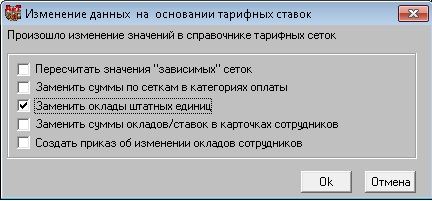 Изменение данных на основании тарифных ставок
Произошло изменение значений в справочнике тарифных сеток
Пересчитать значения "зависимых" сеток
Заменить суммы по сеткам в категориях оплаты
Заменить оклады штатных единиц
Заменить суммы окладов/ставок в карточках сотрудников
Создать приказ об изменении окладов сотрудников
Ok Отмена